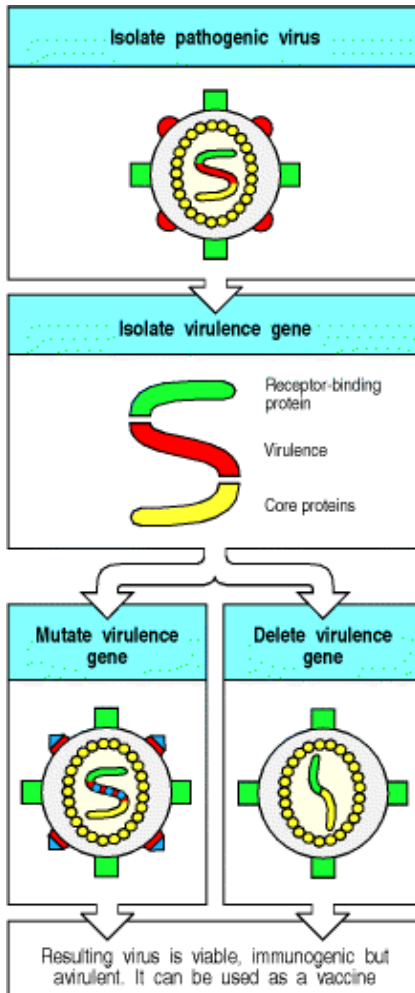 Isolate pathogenic virus
Isolate virulence gene
Receptor-binding
protein
Virulence
Core proteins
Mutate virulence
gene
Delete virulence
gene
Resulting virus is viable, immunogenic but
avirulent. It can be used as a vaccine